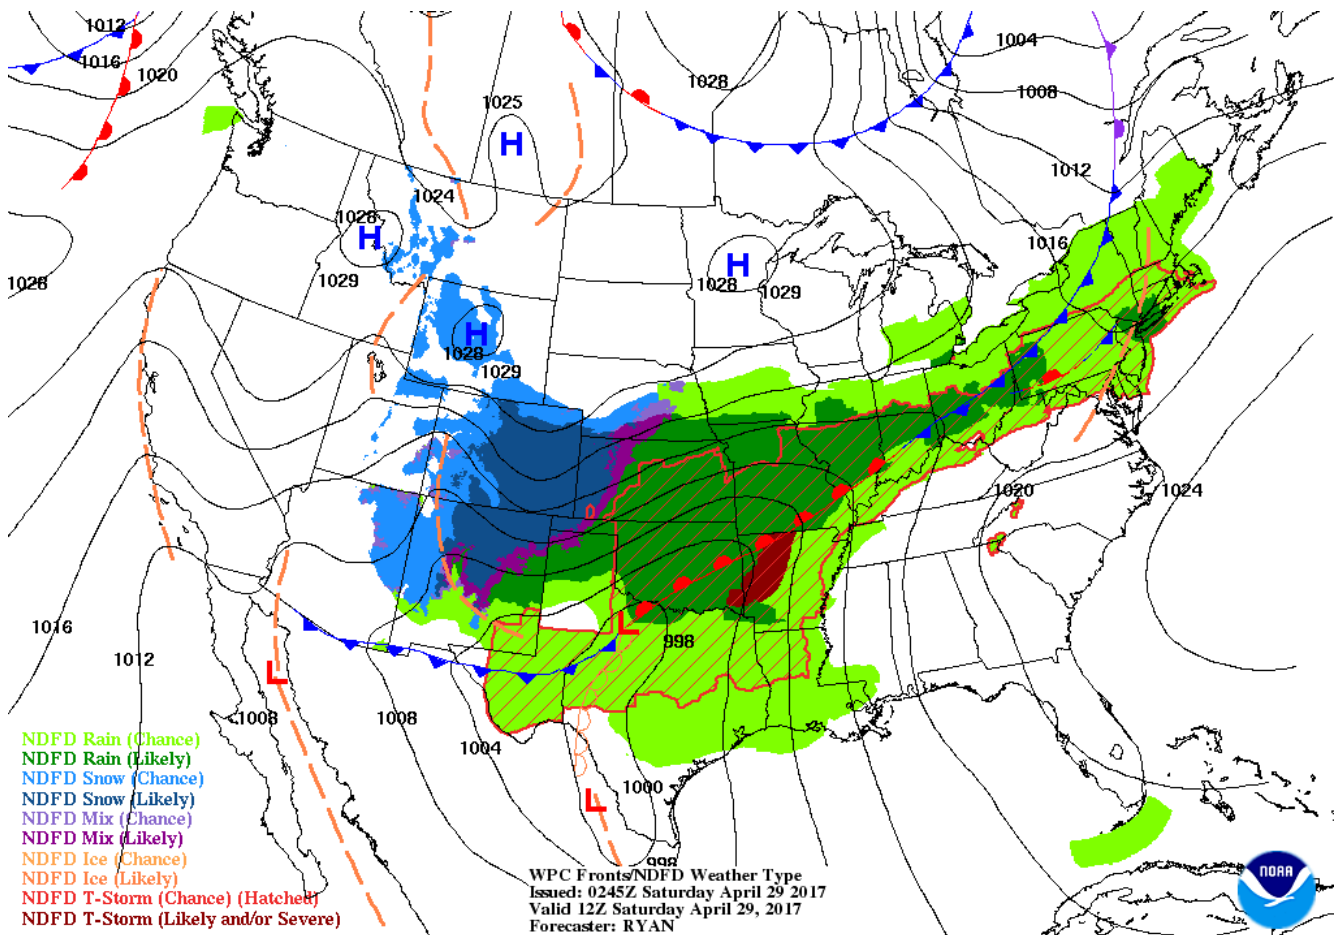 1012
1016
1020
1004
1028
1008
1025
H
1012
1024
1028
H
1016
1029
H
1028
1029
1028
H
1028
1029
1020
1024
1016
L
998
1012
L
1008
1008
1004
1000
L
998
NDFD Rain (Chance)
NDFD Rain (Likely)
NDFD Snow (Chance)
NDFD Snow (Likely)
NDFD Mix (Chance)
NDFD Mix (Likely)
NDFD Ice (Chance)
NDFD Ice (Likely)
NDFD T-Storm (Chance) (Hatched)
NDFD T-Storm (Likely and/or Severe)
WPC Fronts/NDFD Weather Type
Issued: 0245Z Saturday April 29 2017
Valid 12Z Saturday April 29, 2017
Forecaster: RYAN
NOAA